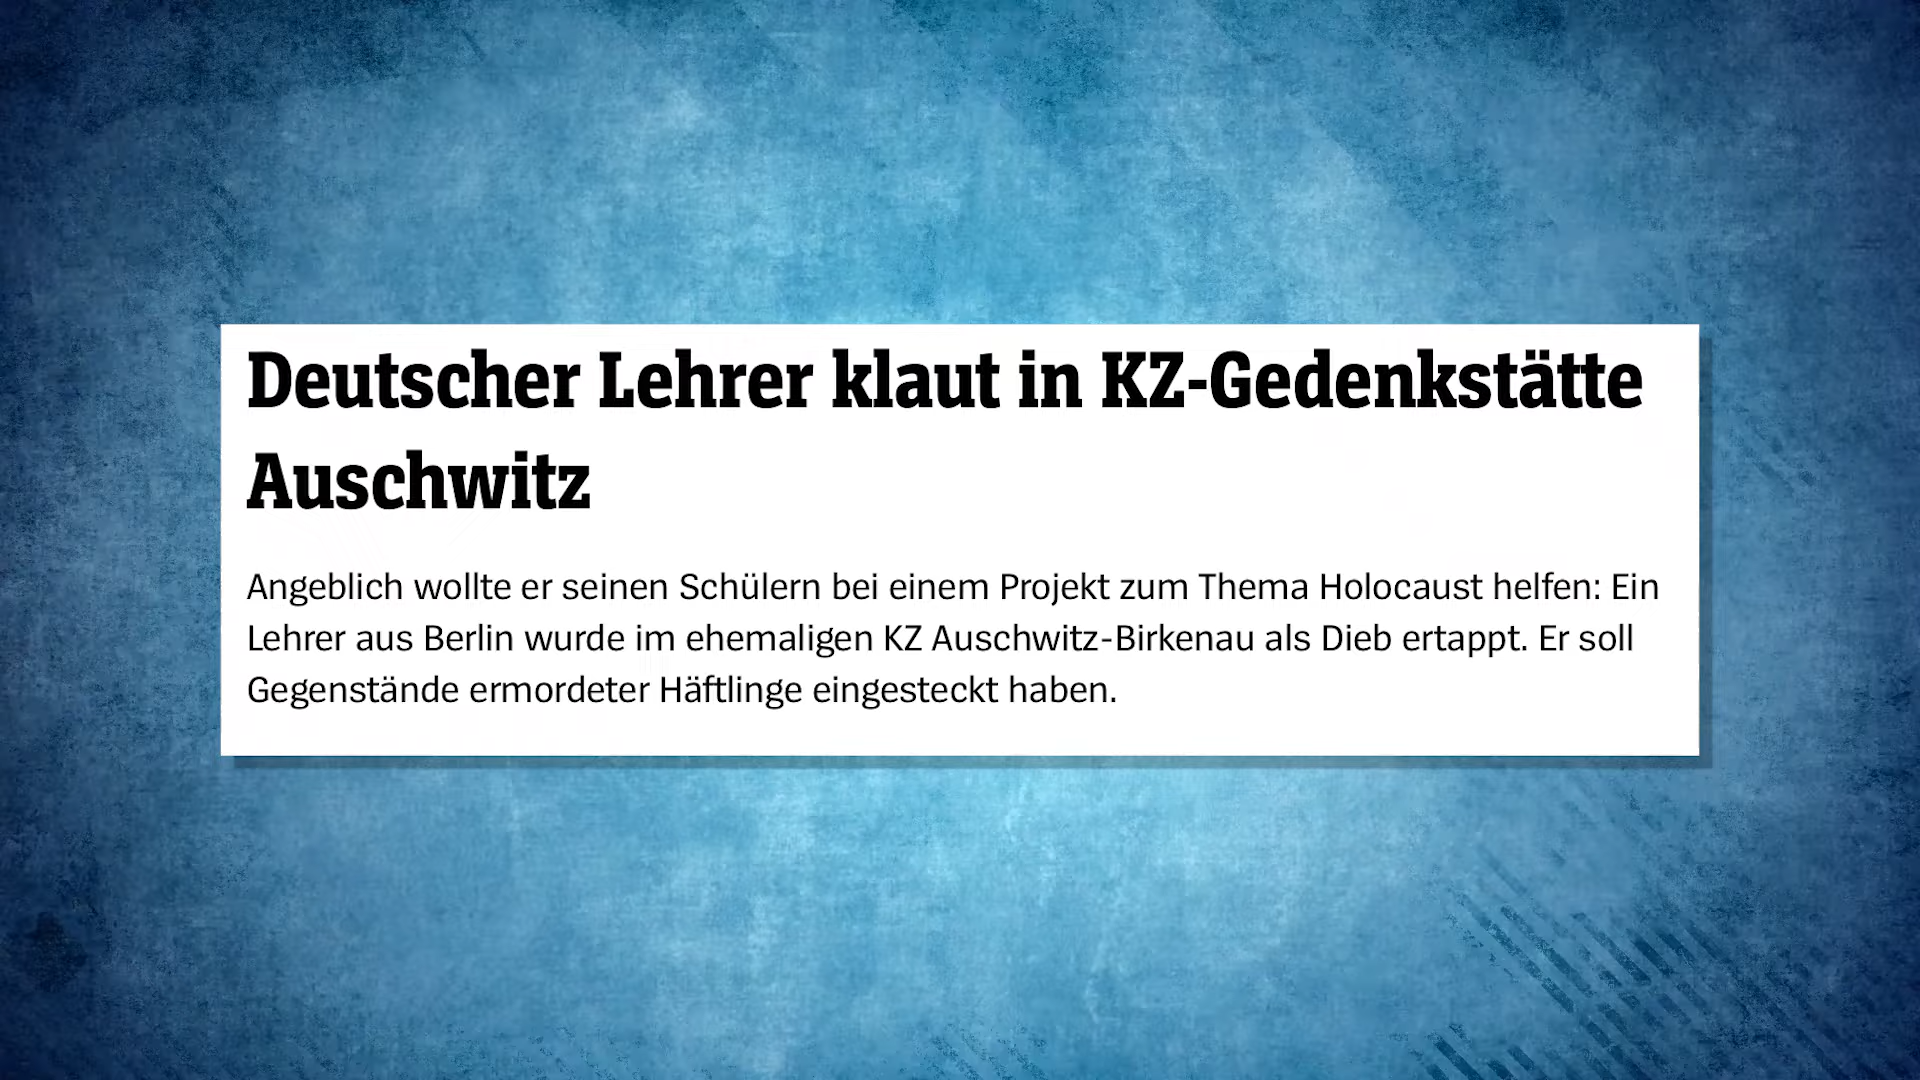 Deutscher Lehrer klaut in KZ-Gedenkstätte
Auschwitz
Angeblich wollte er seinen Schülern bei einem Projekt zum Thema Holocaust helfen: Ein
Lehrer aus Berlin wurde im ehemaligen KZ Auschwitz-Birkenau als Dieb ertappt. Er soll
Gegenstände ermordeter Häftlinge eingesteckt haben.